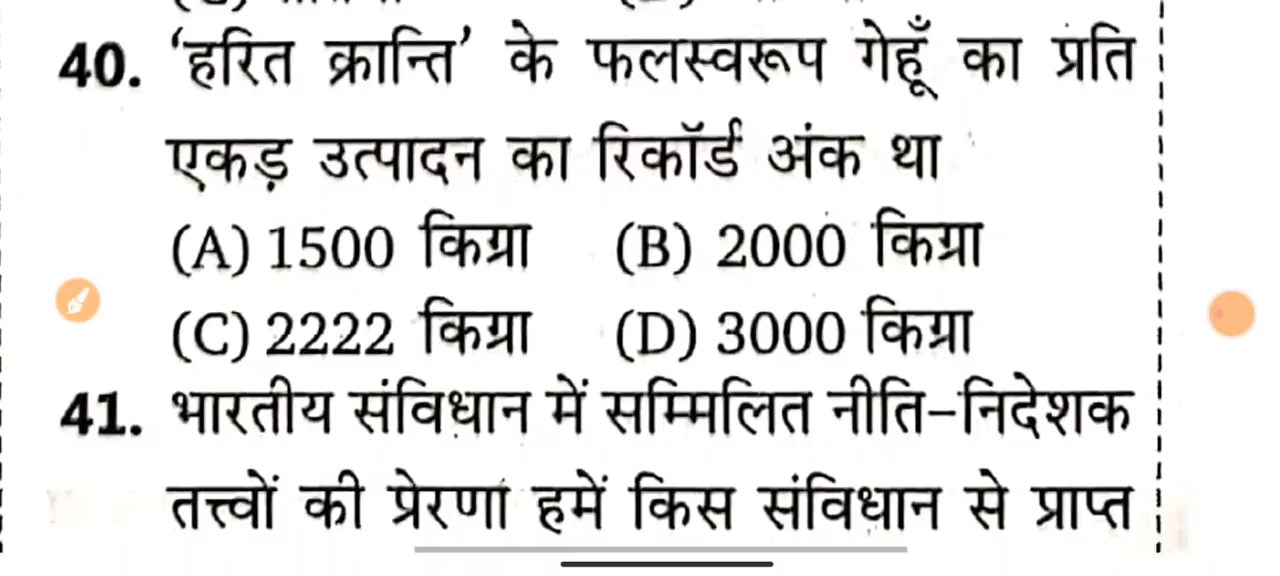 40. 'हरित क्रान्ति' के फलस्वरूप गेहूँ का प्रति
एकड़ उत्पादन का रिकॉर्ड अंक था
(A) 1500 किग्रा (B) 2000 किग्रा
(C) 2222 किग्रा (D) 3000 किग्रा
41. भारतीय संविधान में सम्मिलित नीति-निदेशक
तत्त्वों की प्रेरणा हमें किस संविधान से प्राप्त